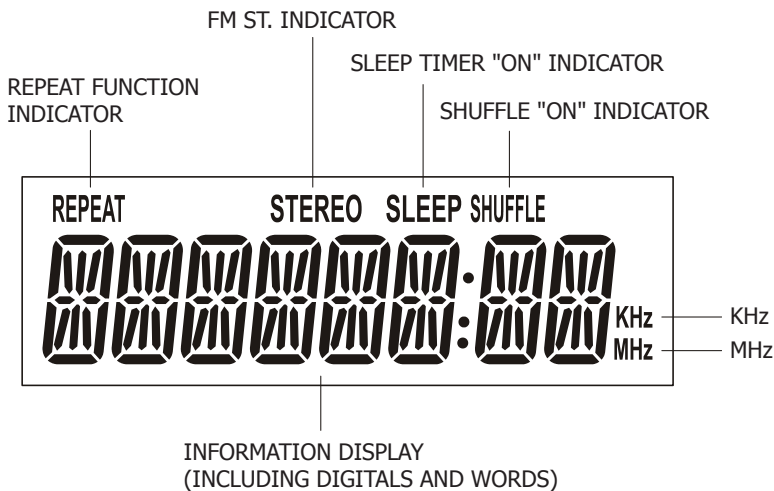 FM ST. INDICATOR
SLEEP TIMER "ON" INDICATOR
REPEAT FUNCTION
INDICATOR
SHUFFLE "ON" INDICATOR
REPEAT STEREO SLEEP SHUFFLE
KHz KHz
MHz MHz
INFORMATION DISPLAY
(INCLUDING DIGITALS AND WORDS)